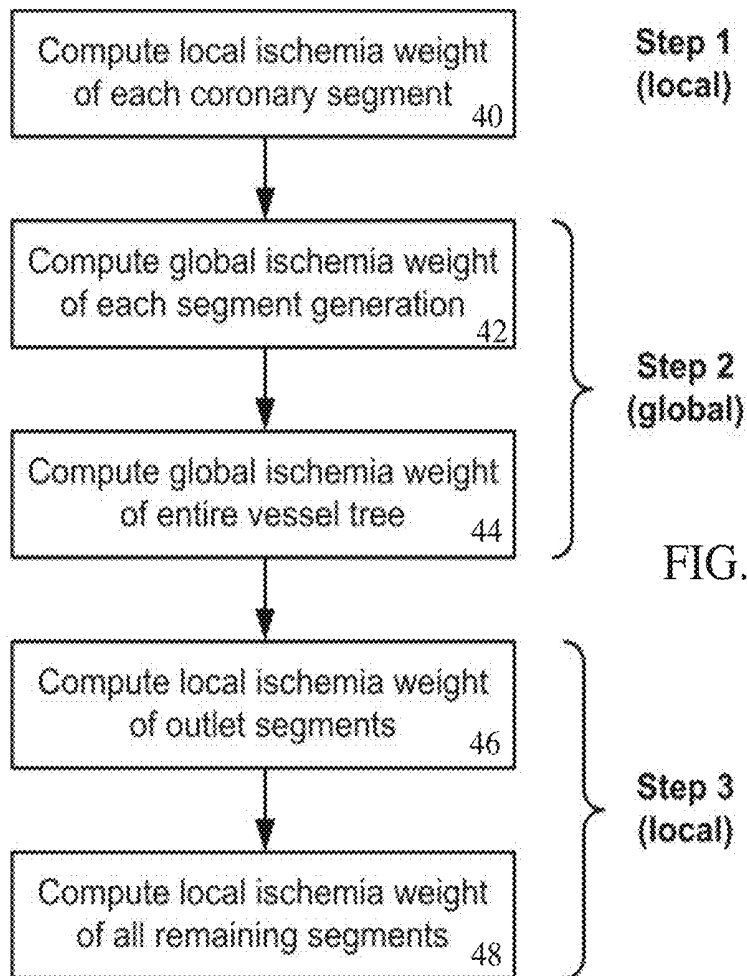 Compute local ischemia weight
of each coronary segment
40
Step 1
(local)
Compute global ischemia weight
of each segment generation
42
Compute global ischemia weight
of entire vessel tree
44
Step 2
(global)
FIG.
Compute local ischemia weight
of outlet segments
46
Compute local ischemia weight
of all remaining segments
48
Step 3
(local)